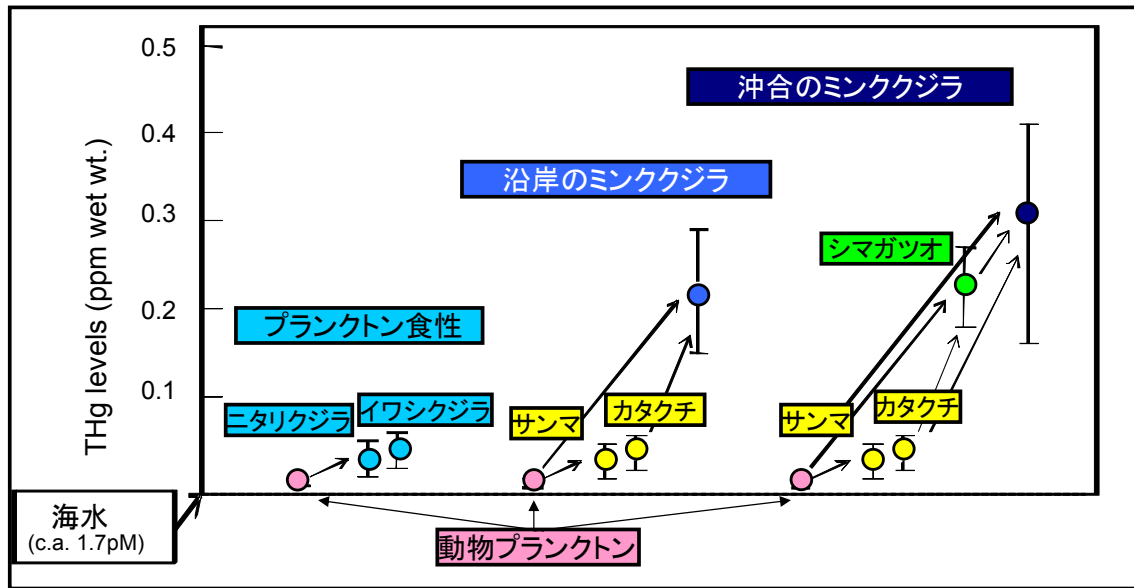 THg levels (ppm wet wt.)
0.5
0.4
0.3
0.2
0.1
沖合のミンククジラ
沿岸のミンククジラ
シマガツオ
プランクトン食性
ニタリクジラ
イワシクジラ
サンマ
カタクチ
サンマ
カタクチ
海水
(c.a. 1.7pM)
動物プランクトン